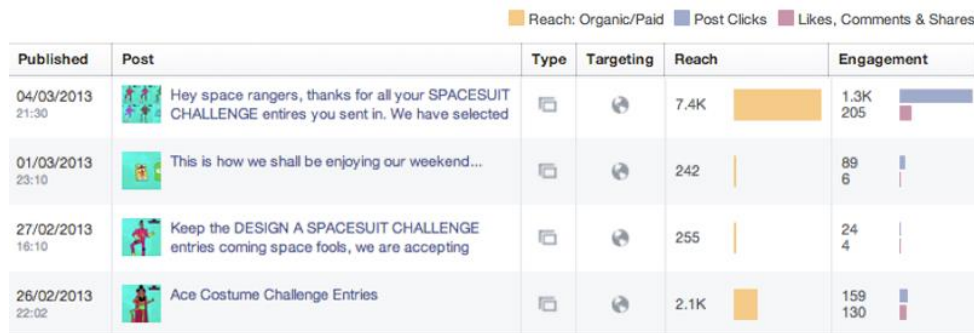 Reach: Organic/Paid Post Clicks Likes, Comments & Shares
Published Post Type Targeting Reach Engagement
04/03/2013 Hey space rangers, thanks for all your SPACESUIT 7.4K 1.3K
21:30 CHALLENGE entires you sent in. We have selected 205
01/03/2013 This is how we shall be enjoying our weekend... 242 89
23:10 6
27/02/2013 Keep the DESIGN A SPACESUIT CHALLENGE 255 24
16:10 entries coming space fools, we are accepting 4
26/02/2013 Ace Costume Challenge Entries 2.1K 159
22:02 130